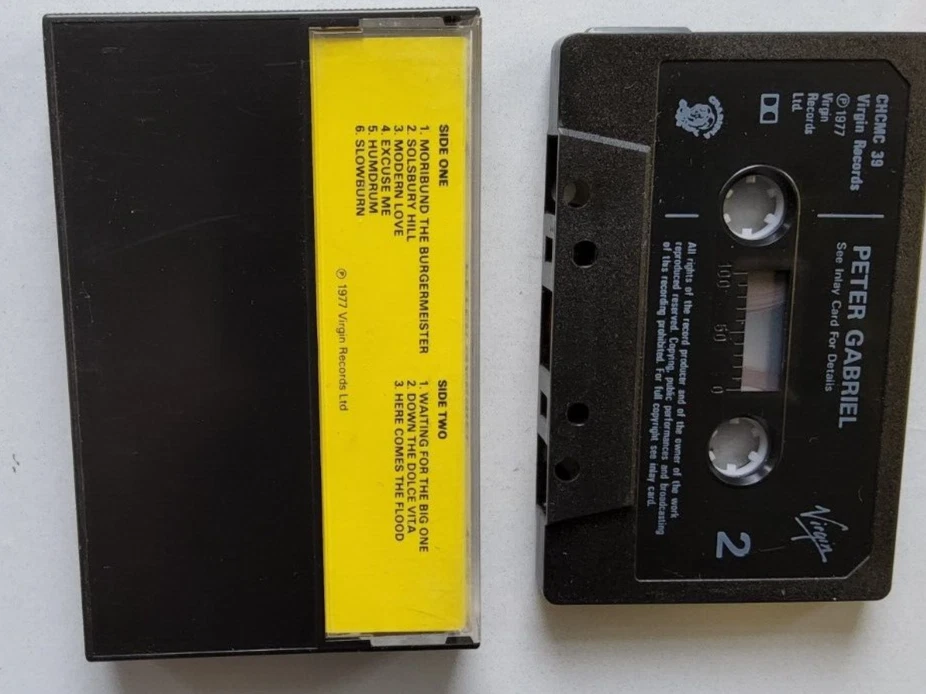 SIDE ONE
1. MORIBUND THE BURGERMEISTER
2. SOLSBURY HILL
3. MODERN LOVE
4. EXCUSE ME
5. HUMDRUM
6. SLOWBURN
SIDE TWO
1. WAITING FOR THE BIG ONE
2. DOWN THE DOLCE VITA
3. HERE COMES THE FLOOD
℗ 1977 Virgin Records Ltd
CHCMC 39
Virgin Records
℗1977
Virgin
Records
Ltd.
PETER GABRIEL
See Inlay Card For Details
Virgin
2
100 50 0
All rights of the record producer and of the owner of the work
reproduced reserved. Copying, public performances and broadcasting
of this recording prohibited. For full copyright see inlay card.